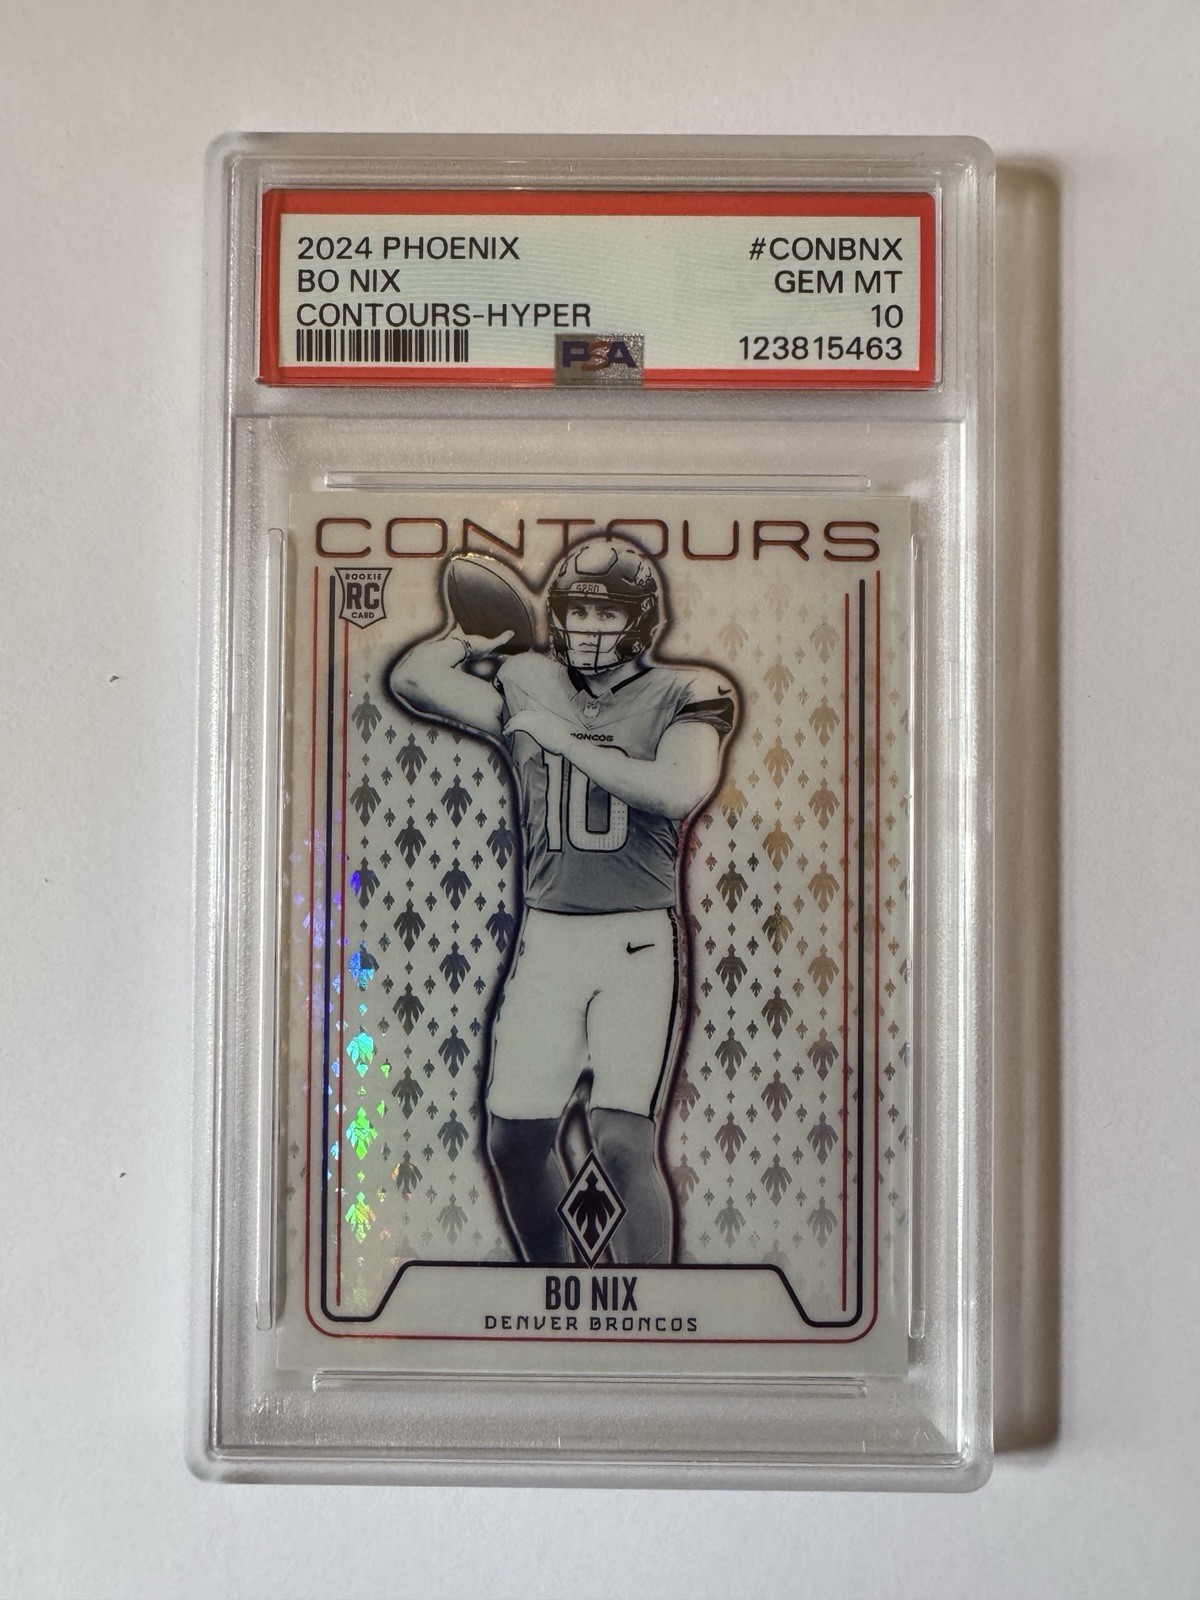 2024 PHOENIX #CONBNX
BO NIX GEM MT
CONTOURS-HYPER 10
PSA 123815463
CONTOURS
ROOKIE
RC
CARD
5280
BRONCOS
10
BO NIX
DENVER BRONCOS